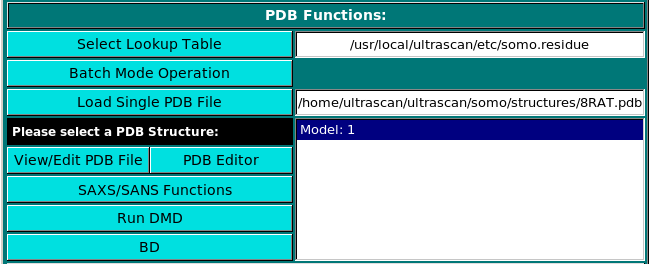 PDB Functions:
Select Lookup Table
/usr/local/ultrascan/etc/somo.residue
Batch Mode Operation
Load Single PDB File
/home/ultrascan/ultrascan/somo/structures/8RAT.pdb
Please select a PDB Structure:
Model: 1
View/Edit PDB File
PDB Editor
SAXS/SANS Functions
Run DMD
BD